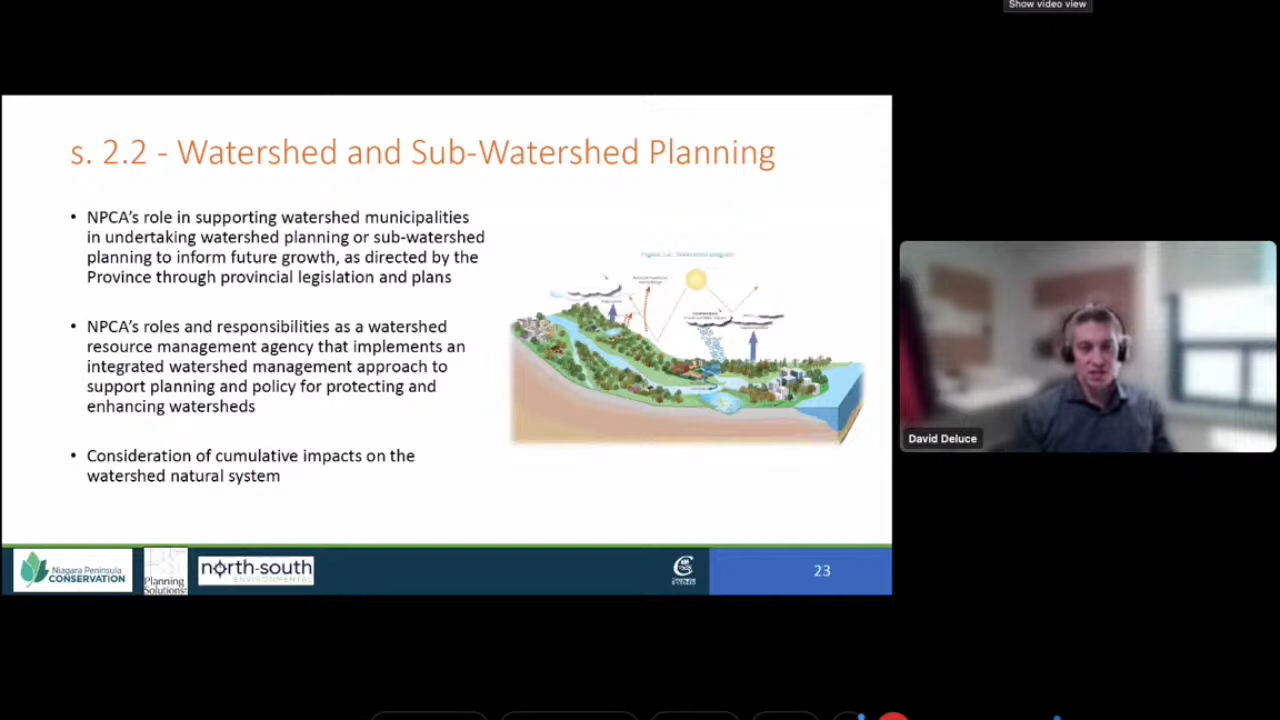 Show video view
s. 2.2 - Watershed and Sub-Watershed Planning
• NPCA's role in supporting watershed municipalities
in undertaking watershed planning or sub-watershed
planning to inform future growth, as directed by the
Province through provincial legislation and plans
• NPCA's roles and responsibilities as a watershed
resource management agency that implements an
integrated watershed management approach to
support planning and policy for protecting and
enhancing watersheds
• Consideration of cumulative impacts on the
watershed natural system
David Deluce
Niagara Peninsula
CONSERVATION
Planning
Solutions
north-south
ENVIRONMENTAL
23